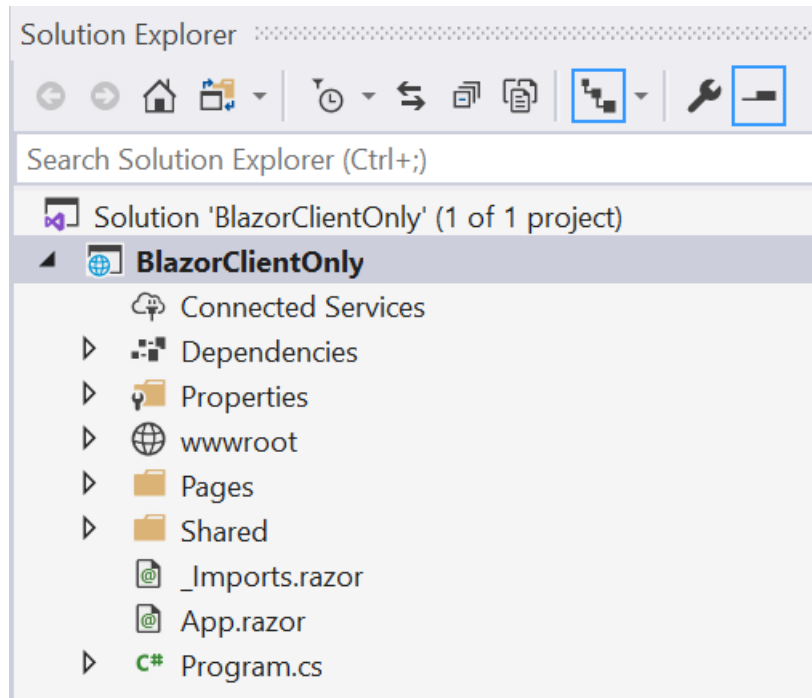 Solution Explorer
Search Solution Explorer (Ctrl+;)
Solution 'BlazorClientOnly' (1 of 1 project)
BlazorClientOnly
Connected Services
Dependencies
Properties
wwwroot
Pages
Shared
_Imports.razor
App.razor
C# Program.cs